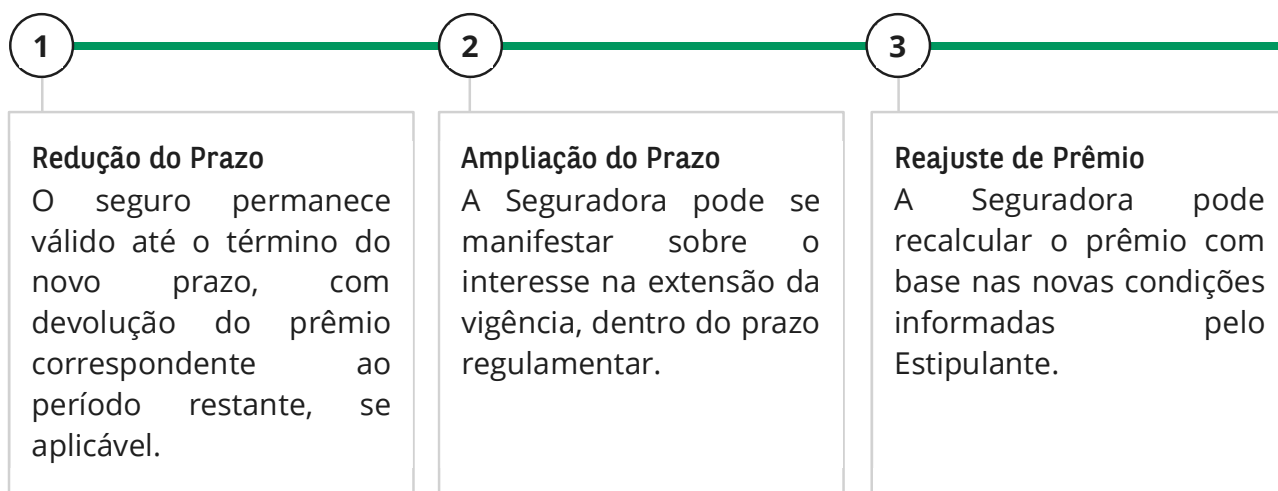 1
2
3
Redução do Prazo
O seguro permanece
válido até o término do
novo prazo, com
devolução do prêmio
correspondente ao
período restante, se
aplicável.
Ampliação do Prazo
A Seguradora pode se
manifestar sobre o
interesse na extensão da
vigência, dentro do prazo
regulamentar.
Reajuste de Prêmio
A Seguradora pode
recalcular o prêmio com
base nas novas condições
informadas pelo
Estipulante.